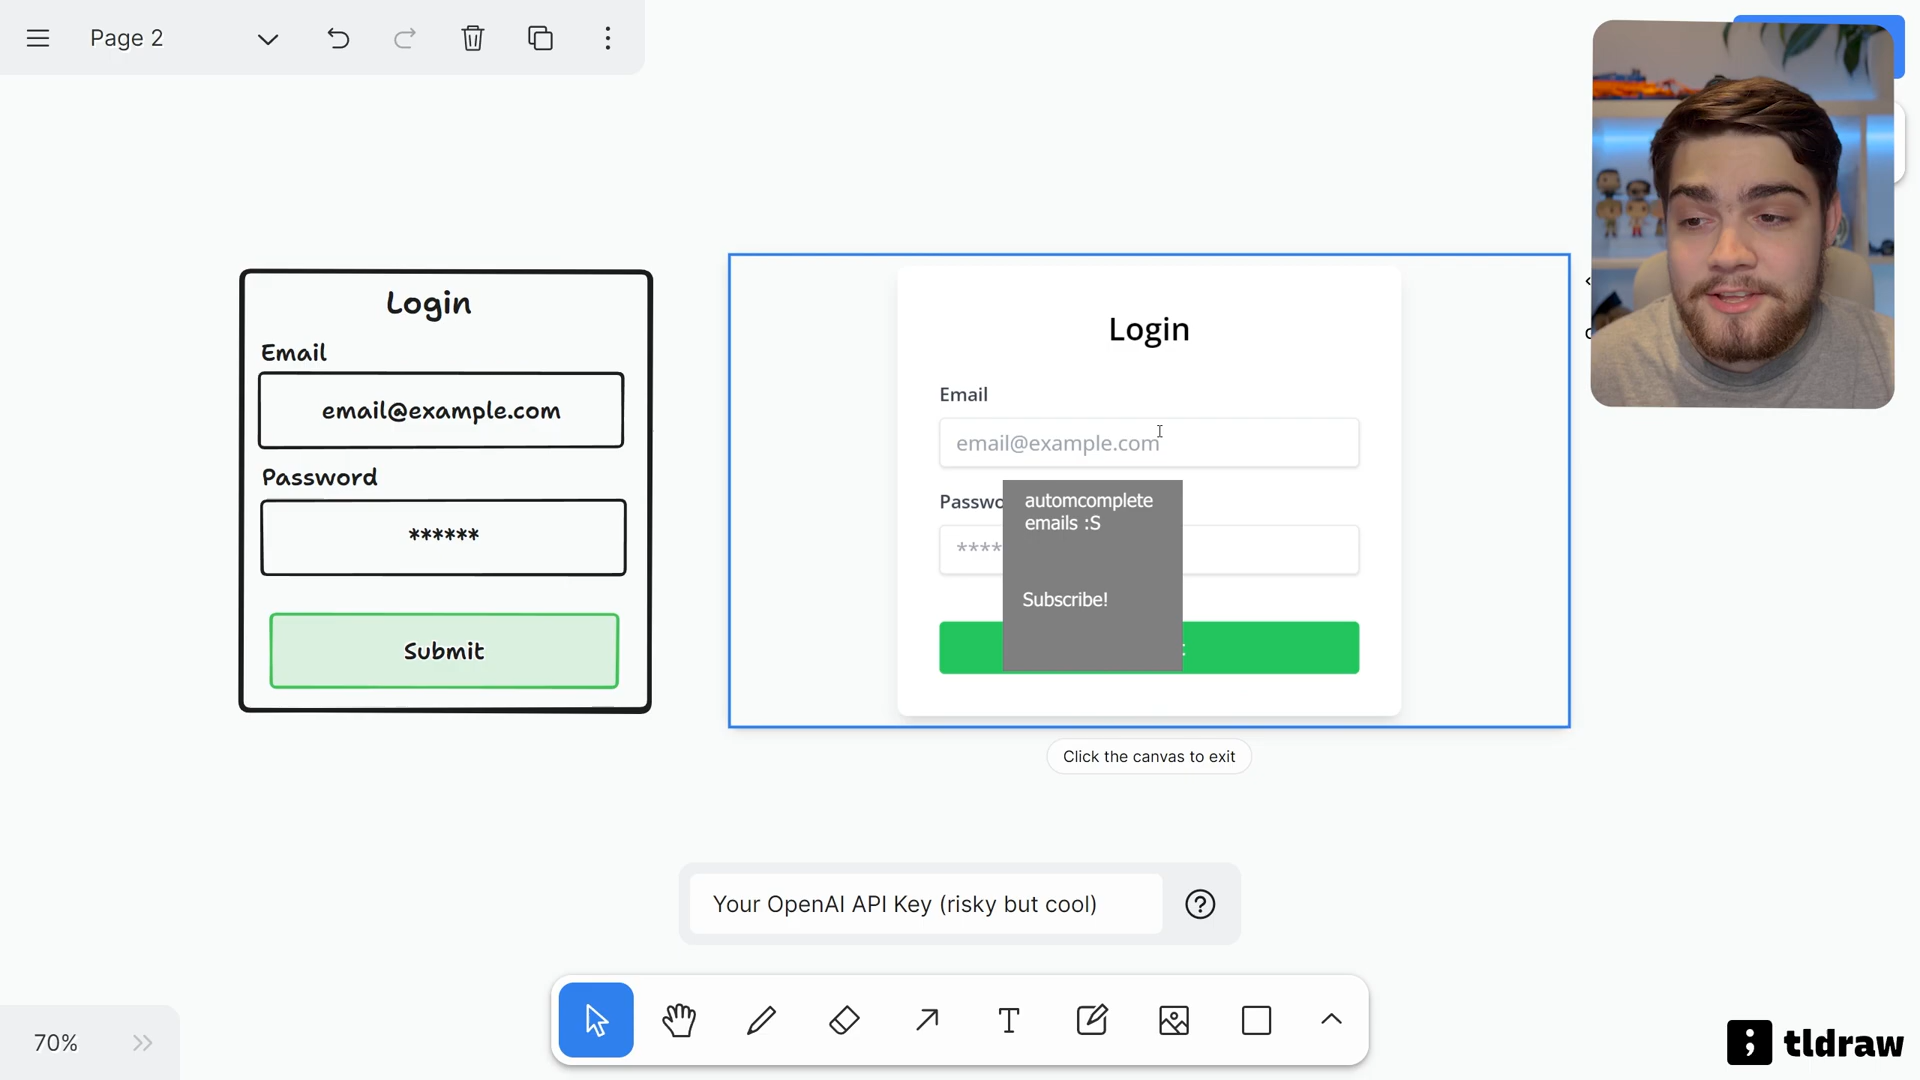 Page 2
Login
Email
email@example.com
Password
******
Submit
Login
Email
email@example.com
****
automcomplete
emails :S
Subscribe!
Click the canvas to exit
Your OpenAI API Key (risky but cool)
70%
tldraw